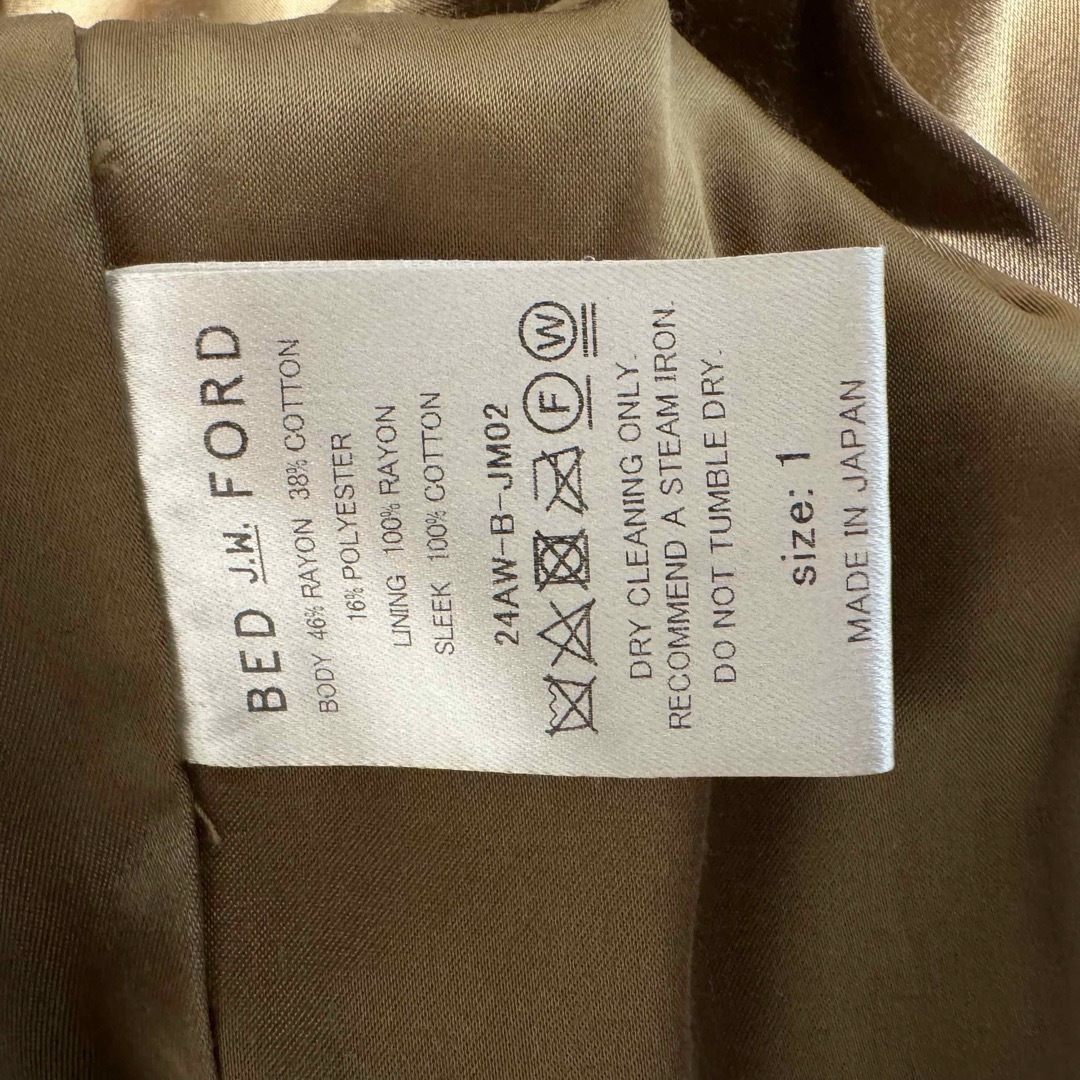 BED J.W. FORD
BODY 46% RAYON 38% COTTON
16% POLYESTER
LINING 100% RAYON
SLEEK 100% COTTON
24AW-B-JM02
F W
DRY CLEANING ONLY.
RECOMMEND A STEAM IRON.
DO NOT TUMBLE DRY.
size: 1
MADE IN JAPAN